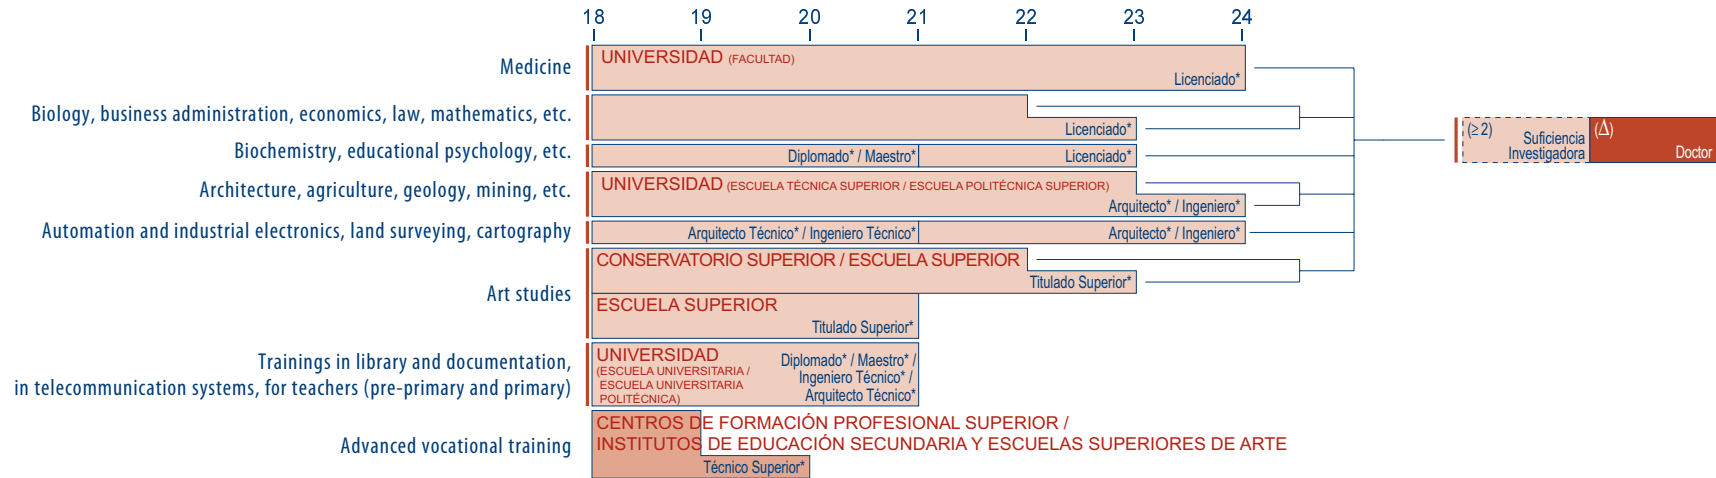 18 19 20 21 22 23 24
Medicine
UNIVERSIDAD (FACULTAD)
Licenciado*
Biology, business administration, economics, law, mathematics, etc.
Licenciado*
(≥2)
Suficiencia
Investigadora
(Δ)
Doctor
Biochemistry, educational psychology, etc.
Diplomado* / Maestro*
Licenciado*
Architecture, agriculture, geology, mining, etc.
UNIVERSIDAD (ESCUELA TÉCNICA SUPERIOR / ESCUELA POLITÉCNICA SUPERIOR)
Arquitecto* / Ingeniero*
Automation and industrial electronics, land surveying, cartography
Arquitecto Técnico* / Ingeniero Técnico*
Arquitecto* / Ingeniero*
Art studies
CONSERVATORIO SUPERIOR / ESCUELA SUPERIOR
Titulado Superior*
ESCUELA SUPERIOR
Titulado Superior*
Trainings in library and documentation,
in telecommunication systems, for teachers (pre-primary and primary)
UNIVERSIDAD
(ESCUELA UNIVERSITARIA /
ESCUELA UNIVERSITARIA
POLITÉCNICA)
Diplomado* / Maestro* /
Ingeniero Técnico* /
Arquitecto Técnico*
Advanced vocational training
CENTROS DE FORMACIÓN PROFESIONAL SUPERIOR /
INSTITUTOS DE EDUCACIÓN SECUNDARIA Y ESCUELAS SUPERIORES DE ARTE
Técnico Superior*